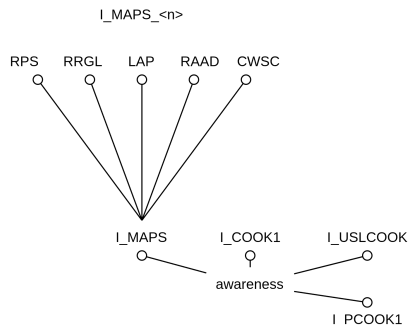 I_MAPS_<n>
RPS RRGL LAP RAAD CWSC
I_MAPS I_COOK1 I_USLCOOK
awareness
I_PCOOK1